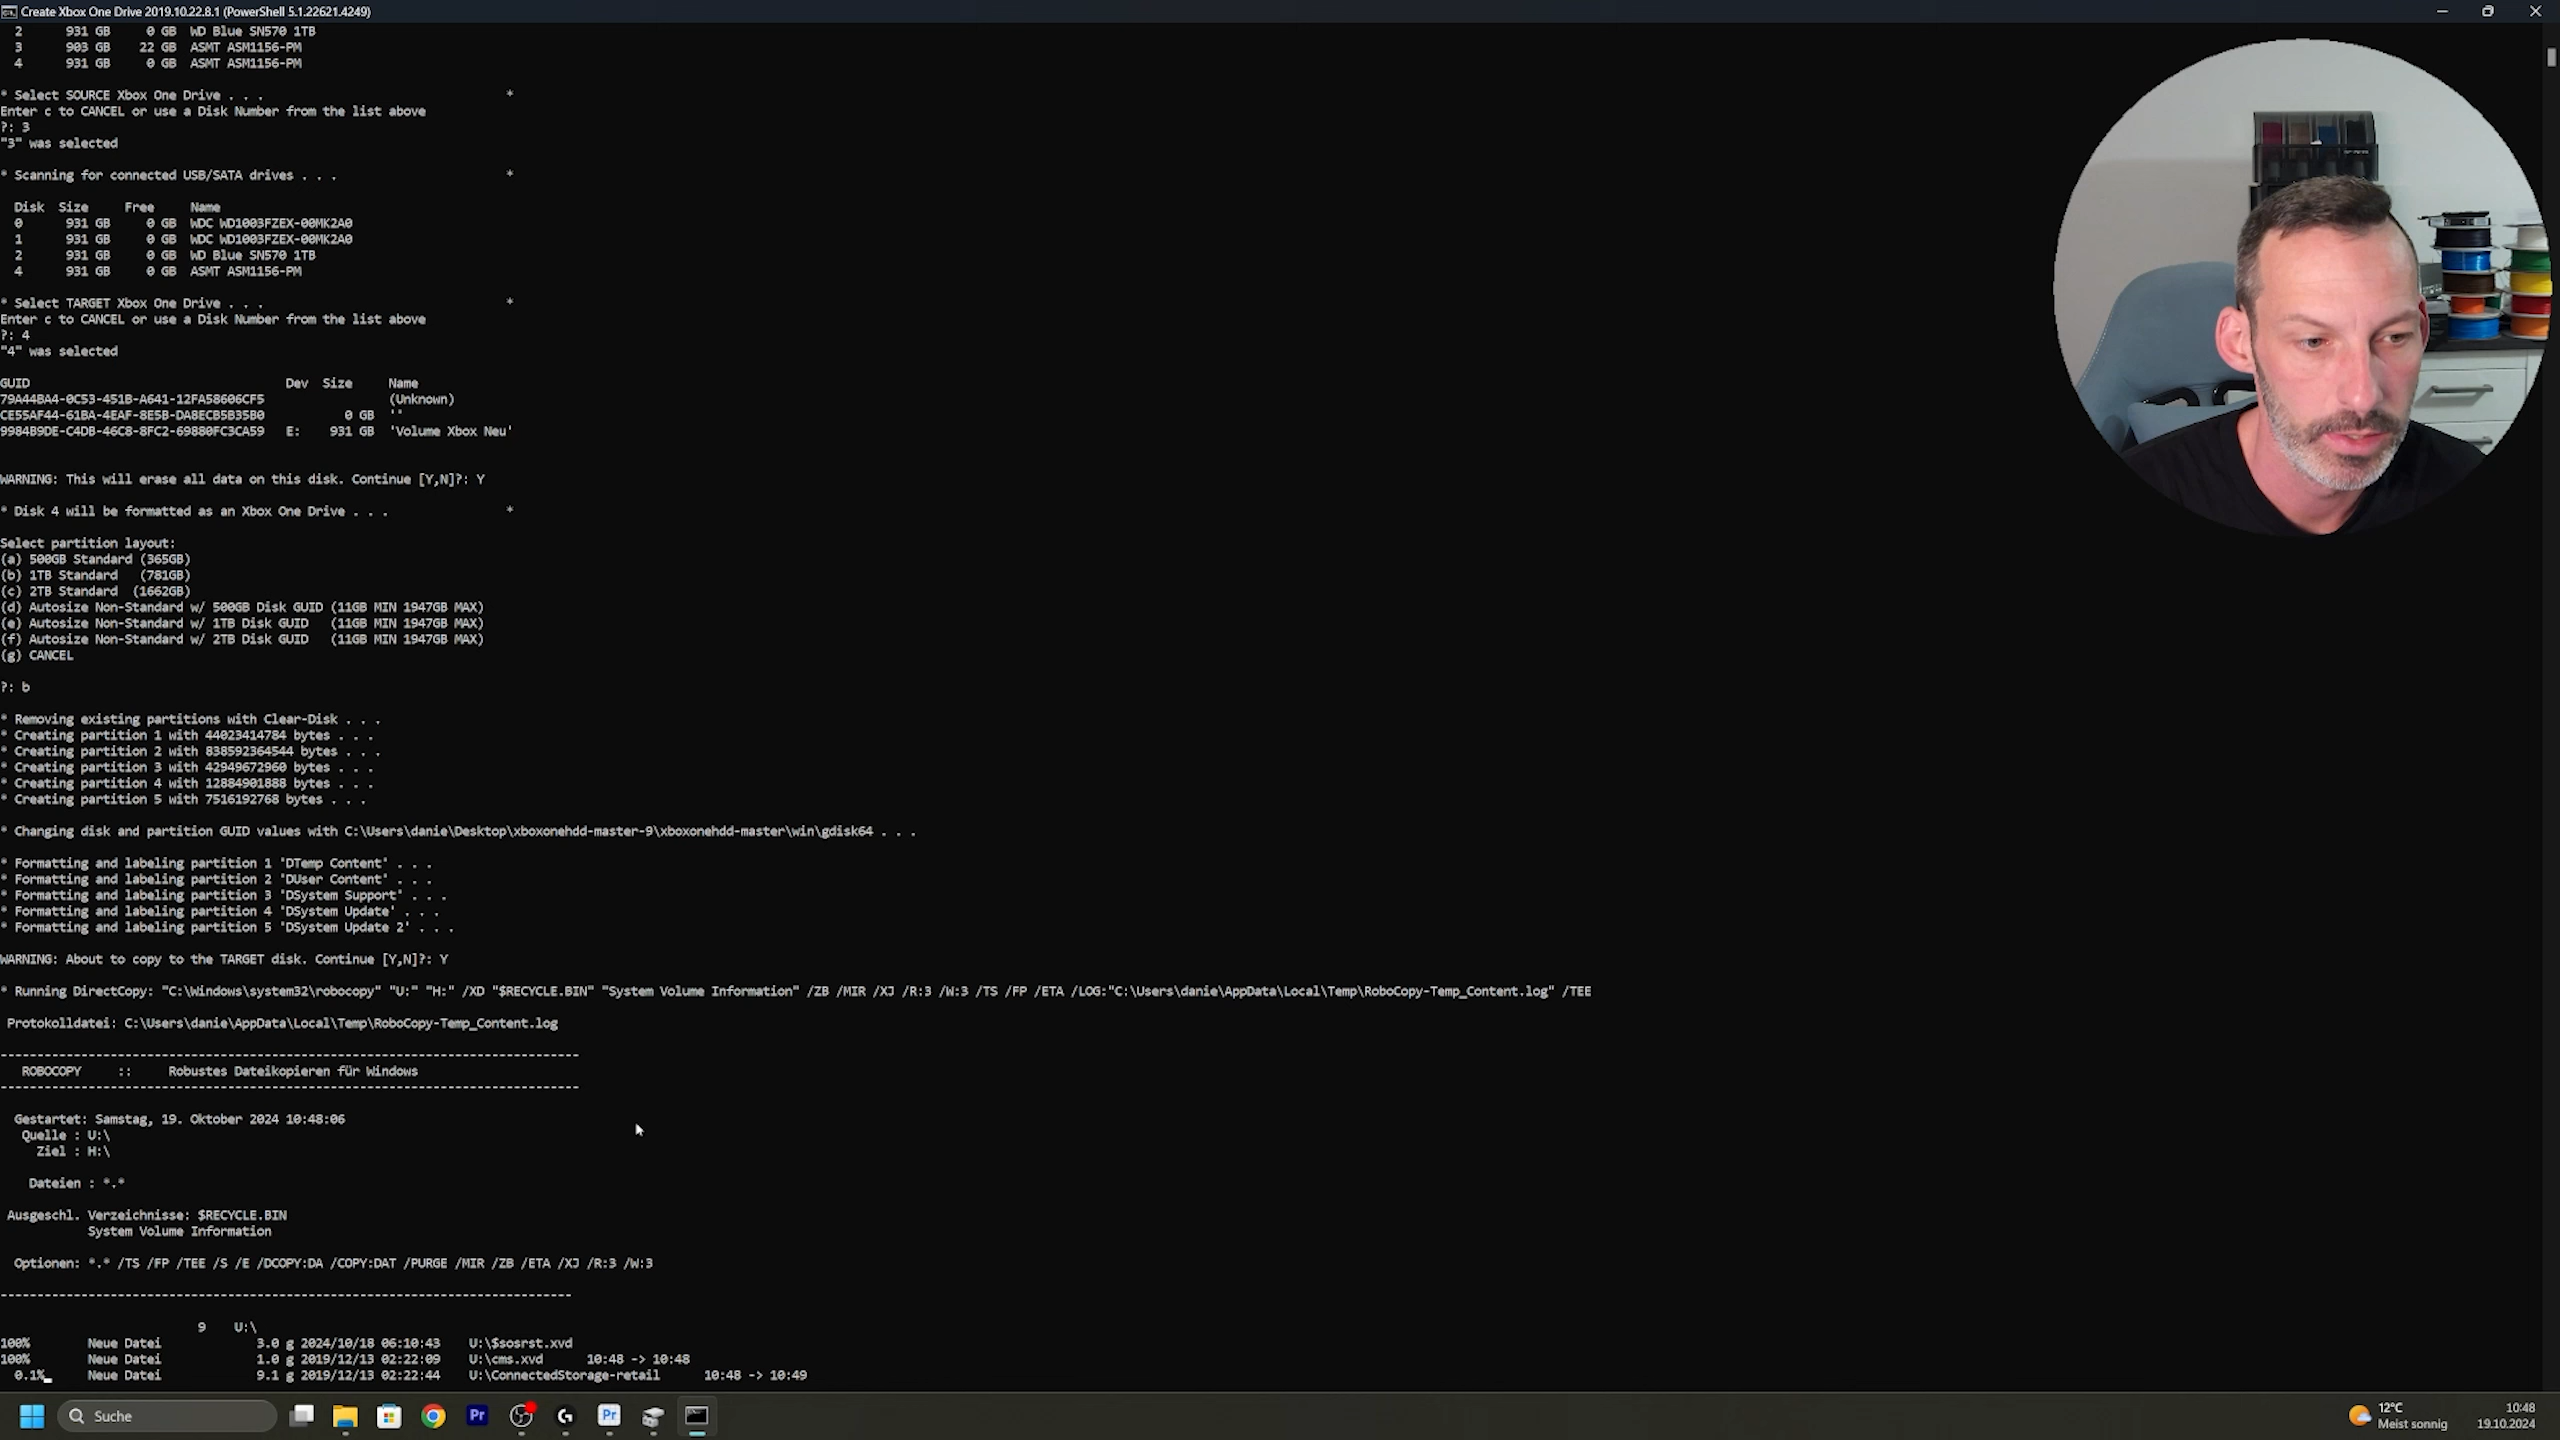 Create Xbox One Drive 2019.10.22.8.1 (PowerShell 5.1.22621.4249)
2 931 GB 0 GB WD Blue SN570 1TB
3 903 GB 22 GB ASMT ASM1156-PM
4 931 GB 0 GB ASMT ASM1156-PM
* Select SOURCE Xbox One Drive . . . *
Enter c to CANCEL or use a Disk Number from the list above
?: 3
"3" was selected
* Scanning for connected USB/SATA drives . . . *
Disk Size Free Name
0 931 GB 0 GB WDC WD1003FZEX-00MK2A0
1 931 GB 0 GB WDC WD1003FZEX-00MK2A0
2 931 GB 0 GB WD Blue SN570 1TB
4 931 GB 0 GB ASMT ASM1156-PM
* Select TARGET Xbox One Drive . . . *
Enter c to CANCEL or use a Disk Number from the list above
?: 4
"4" was selected
GUID Dev Size Name
79A44BA4-0C53-451B-A641-12FA58606CF5 (Unknown)
CE55AF44-61BA-4EAF-8E5B-DA8ECB5B35B0 0 GB ''
9984B9DE-C4DB-46C8-8FC2-69880FC3CA59 E: 931 GB 'Volume Xbox Neu'
WARNING: This will erase all data on this disk. Continue [Y,N]?: Y
* Disk 4 will be formatted as an Xbox One Drive . . . *
Select partition layout:
(a) 500GB Standard (365GB)
(b) 1TB Standard (781GB)
(c) 2TB Standard (1662GB)
(d) Autosize Non-Standard w/ 500GB Disk GUID (11GB MIN 1947GB MAX)
(e) Autosize Non-Standard w/ 1TB Disk GUID (11GB MIN 1947GB MAX)
(f) Autosize Non-Standard w/ 2TB Disk GUID (11GB MIN 1947GB MAX)
(g) CANCEL
?: b
* Removing existing partitions with Clear-Disk . . .
* Creating partition 1 with 44023414784 bytes . . .
* Creating partition 2 with 838592364544 bytes . . .
* Creating partition 3 with 42949672960 bytes . . .
* Creating partition 4 with 12884901888 bytes . . .
* Creating partition 5 with 7516192768 bytes . . .
* Changing disk and partition GUID values with C:\Users\danie\Desktop\xboxonehdd-master-9\xboxonehdd-master\win\gdisk64 . . .
* Formatting and labeling partition 1 'DTemp Content' . . .
* Formatting and labeling partition 2 'DUser Content' . . .
* Formatting and labeling partition 3 'DSystem Support' . . .
* Formatting and labeling partition 4 'DSystem Update' . . .
* Formatting and labeling partition 5 'DSystem Update 2' . . .
WARNING: About to copy to the TARGET disk. Continue [Y,N]?: Y
* Running DirectCopy: "C:\Windows\system32\robocopy" "U:" "H:" /XD "$RECYCLE.BIN" "System Volume Information" /ZB /MIR /XJ /R:3 /W:3 /TS /FP /ETA /LOG:"C:\Users\danie\AppData\Local\Temp\RoboCopy-Temp_Content.log" /TEE
Protokolldatei: C:\Users\danie\AppData\Local\Temp\RoboCopy-Temp_Content.log
-------------------------------------------------------------------------------
ROBOCOPY :: Robustes Dateikopieren für Windows
-------------------------------------------------------------------------------
Gestartet: Samstag, 19. Oktober 2024 10:48:06
Quelle : U:\
Ziel : H:\
Dateien : *.*
Ausgeschl. Verzeichnisse: $RECYCLE.BIN
System Volume Information
Optionen: *.* /TS /FP /TEE /S /E /DCOPY:DA /COPY:DAT /PURGE /MIR /ZB /ETA /XJ /R:3 /W:3
------------------------------------------------------------------------------
9 U:\
100% Neue Datei 3.0 g 2024/10/18 06:10:43 U:\$sosrst.xvd
100% Neue Datei 1.0 g 2019/12/13 02:22:09 U:\cms.xvd 10:48 -> 10:48
0.1% Neue Datei 9.1 g 2019/12/13 02:22:44 U:\ConnectedStorage-retail 10:48 -> 10:49
Suche
Pr
Pr
12°C
Meist sonnig
10:48
19.10.2024